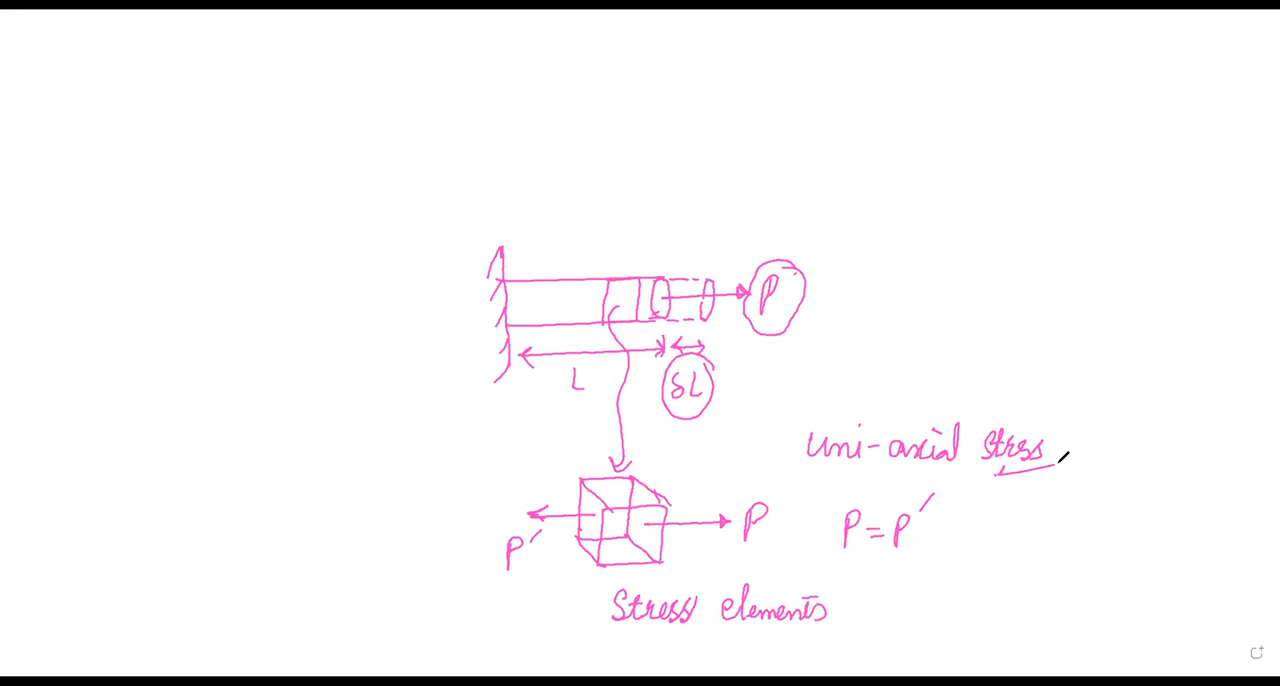 P
L
δL
Uni-axial Stress
P
P = P′
P′
Stress elements